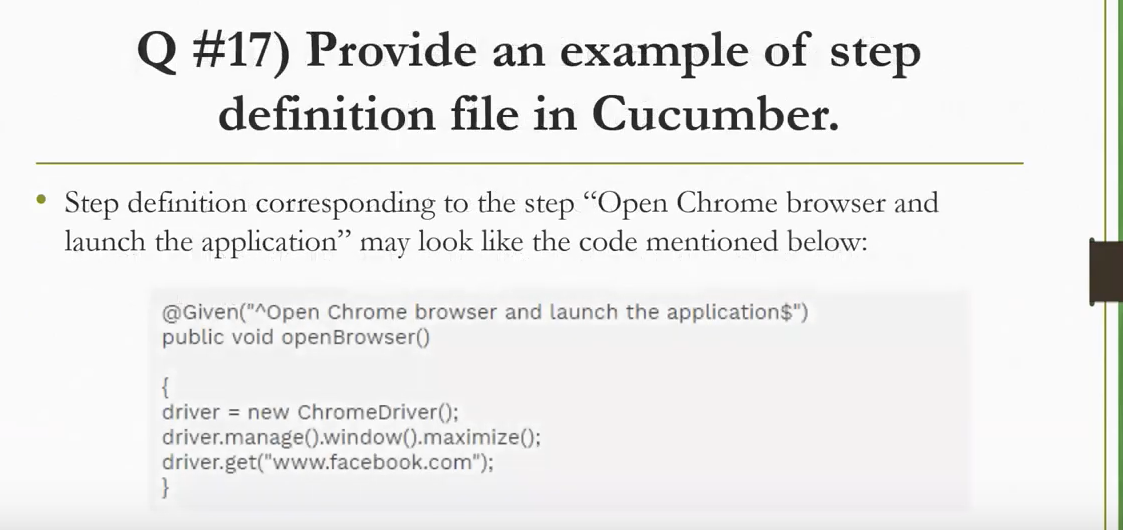 Q #17) Provide an example of step
definition file in Cucumber.
• Step definition corresponding to the step “Open Chrome browser and
launch the application” may look like the code mentioned below:
@Given("^Open Chrome browser and launch the application$")
public void openBrowser()
{
driver = new ChromeDriver();
driver.manage().window().maximize();
driver.get("www.facebook.com");
}